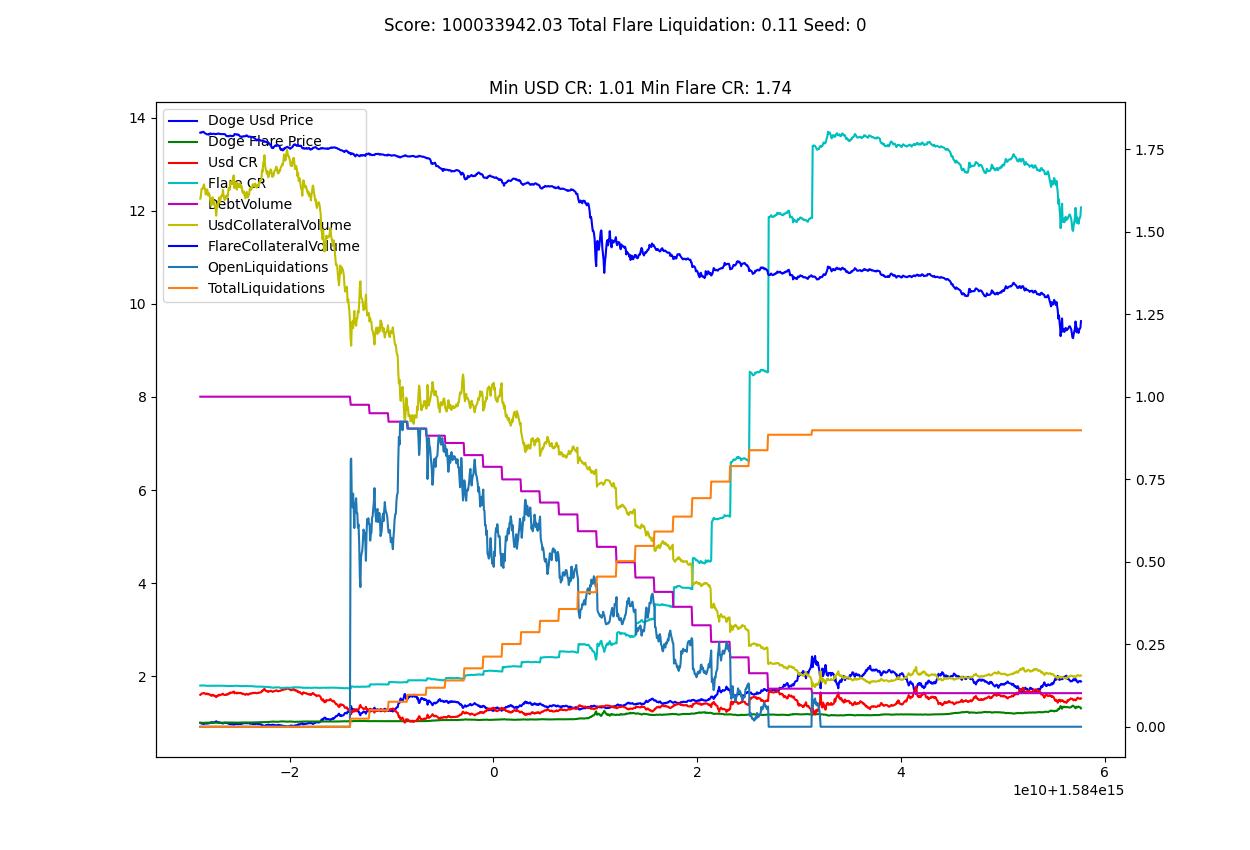 Score: 100033942.03 Total Flare Liquidation: 0.11 Seed: 0
Min USD CR: 1.01 Min Flare CR: 1.74
Doge Usd Price
Doge Flare Price
Usd CR
Flare CR
DebtVolume
UsdCollateralVolume
FlareCollateralVolume
OpenLiquidations
TotalLiquidations
14
12
10
8
6
4
2
1.75
1.50
1.25
1.00
0.75
0.50
0.25
0.00
−2 0 2 4 6
1e10+1.584e15